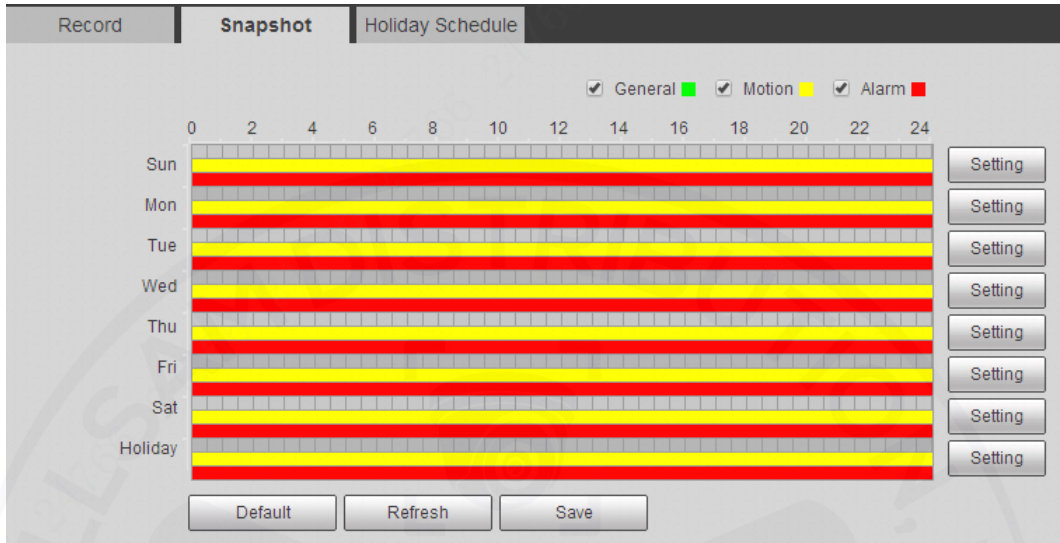 Record Snapshot Holiday Schedule
General Motion Alarm
0 2 4 6 8 10 12 14 16 18 20 22 24
Sun Setting
Mon Setting
Tue Setting
Wed Setting
Thu Setting
Fri Setting
Sat Setting
Holiday Setting
Default Refresh Save